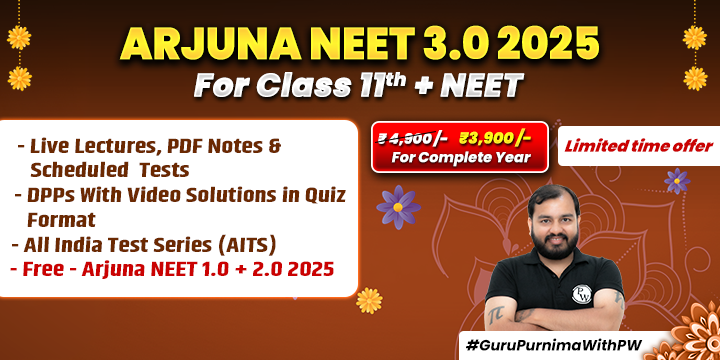 ARJUNA NEET 3.0 2025
For Class 11th + NEET
- Live Lectures, PDF Notes &
Scheduled Tests
- DPPs With Video Solutions in Quiz
Format
- All India Test Series (AITS)
- Free - Arjuna NEET 1.0 + 2.0 2025
₹4,900/- ₹3,900/-
For Complete Year
Limited time offer
PW
π
#GuruPurnimaWithPW